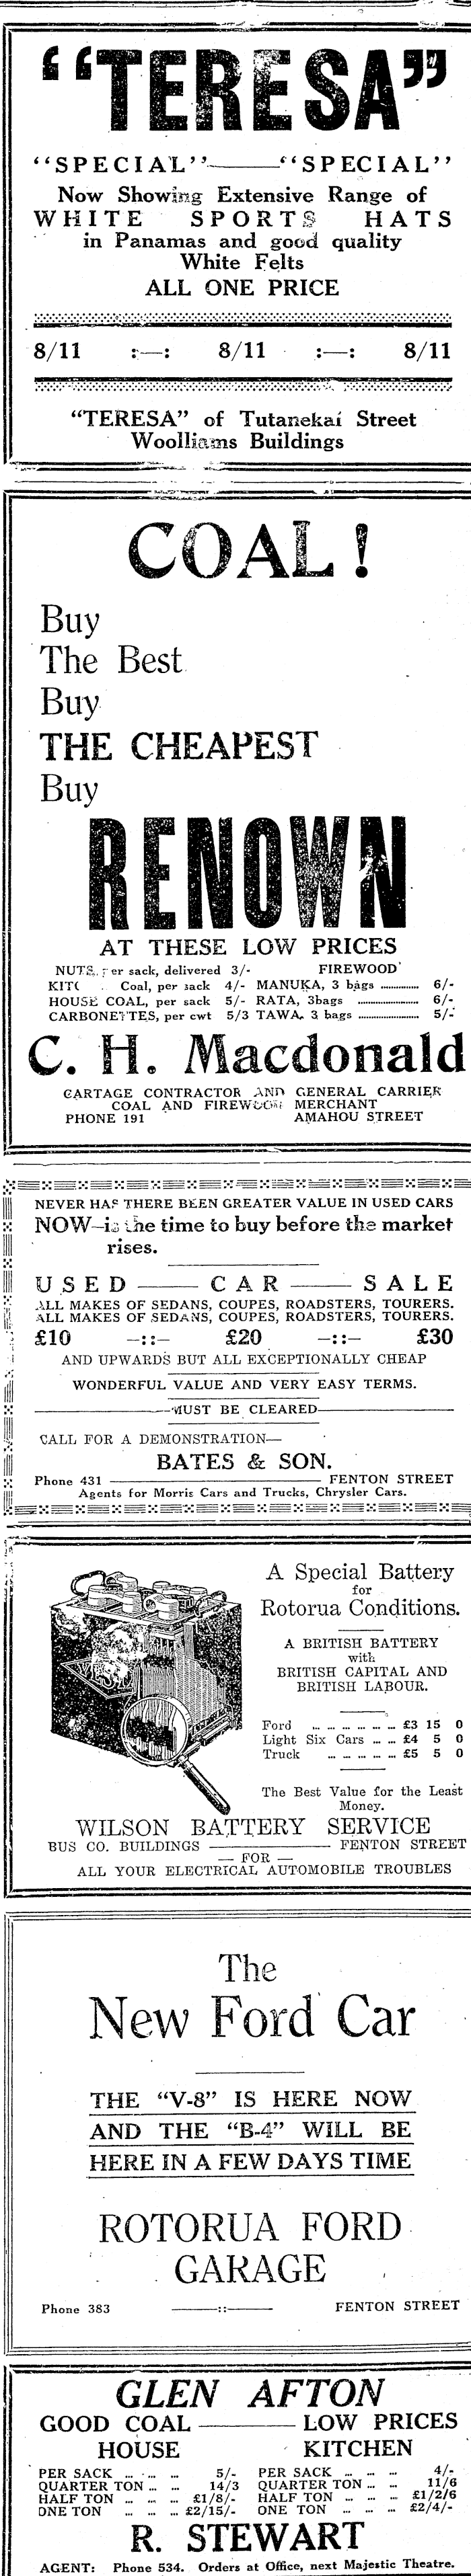 “TERESA”
“SPECIAL”——“SPECIAL”
Now Showing Extensive Range of
WHITE SPORTS HATS
in Panamas and good quality
White Felts
ALL ONE PRICE
8/11 :—: 8/11 :—: 8/11
“TERESA” of Tutanekai Street
Woolliams Buildings
COAL!
Buy
The Best
Buy
THE CHEAPEST
Buy
RENOWN
AT THESE LOW PRICES
NUTS, per sack, delivered 3/- FIREWOOD
Coal, per sack 4/- MANUKA, 3 bags ............ 6/-
HOUSE COAL, per sack 5/- RATA, 3bags ............ 6/-
CARBONETTES, per cwt 5/3 TAWA, 3 bags ............ 5/-
C. H. Macdonald
CARTAGE CONTRACTOR AND GENERAL CARRIER
COAL AND FIREWOOD MERCHANT
PHONE 191 AMAHOU STREET
NEVER HAS THERE BEEN GREATER VALUE IN USED CARS
NOW—is the time to buy before the market
rises.
USED —— CAR —— SALE
ALL MAKES OF SEDANS, COUPES, ROADSTERS, TOURERS.
ALL MAKES OF SEDANS, COUPES, ROADSTERS, TOURERS.
£10 —::— £20 —::— £30
AND UPWARDS BUT ALL EXCEPTIONALLY CHEAP
WONDERFUL VALUE AND VERY EASY TERMS.
——MUST BE CLEARED——
CALL FOR A DEMONSTRATION—
BATES & SON.
Phone 431 —— FENTON STREET
Agents for Morris Cars and Trucks, Chrysler Cars.
A Special Battery
for
Rotorua Conditions.
A BRITISH BATTERY
with
BRITISH CAPITAL AND
BRITISH LABOUR.
Ford ... ... ... £3 15 0
Light Six Cars ... ... £4 5 0
Truck ... ... ... £5 5 0
The Best Value for the Least
Money.
WILSON BATTERY SERVICE
BUS CO. BUILDINGS —— FENTON STREET
— FOR —
ALL YOUR ELECTRICAL AUTOMOBILE TROUBLES
The
New Ford Car
THE “V-8” IS HERE NOW
AND THE “B-4” WILL BE
HERE IN A FEW DAYS TIME
ROTORUA FORD
GARAGE
Phone 383 ——::—— FENTON STREET
GLEN AFTON
GOOD COAL —— LOW PRICES
HOUSE KITCHEN
PER SACK ... ... ... 5/- PER SACK ... ... ... 4/-
QUARTER TON ... ... 14/3 QUARTER TON ... ... 11/6
HALF TON ... ... ... £1/8/- HALF TON ... ... ... £1/2/6
ONE TON ... ... ... £2/15/- ONE TON ... ... ... £2/4/-
R. STEWART
AGENT: Phone 534. Orders at Office, next Majestic Theatre.